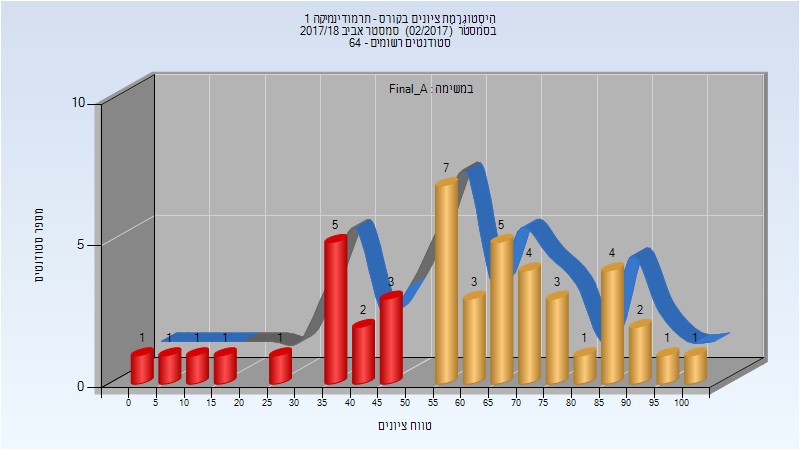 היסטוגרמת ציונים בקורס - תרמודינמיקה 1
בסמסטר (02/2017) סמסטר אביב 2017/18
סטודנטים רשומים - 64
במשימה : Final_A
מספר סטודנטים
10
5
0
1 1 1 1 1 5 2 3 7 3 5 4 3 1 4 2 1 1
0 5 10 15 20 25 30 35 40 45 50 55 60 65 70 75 80 85 90 95 100
טווח ציונים